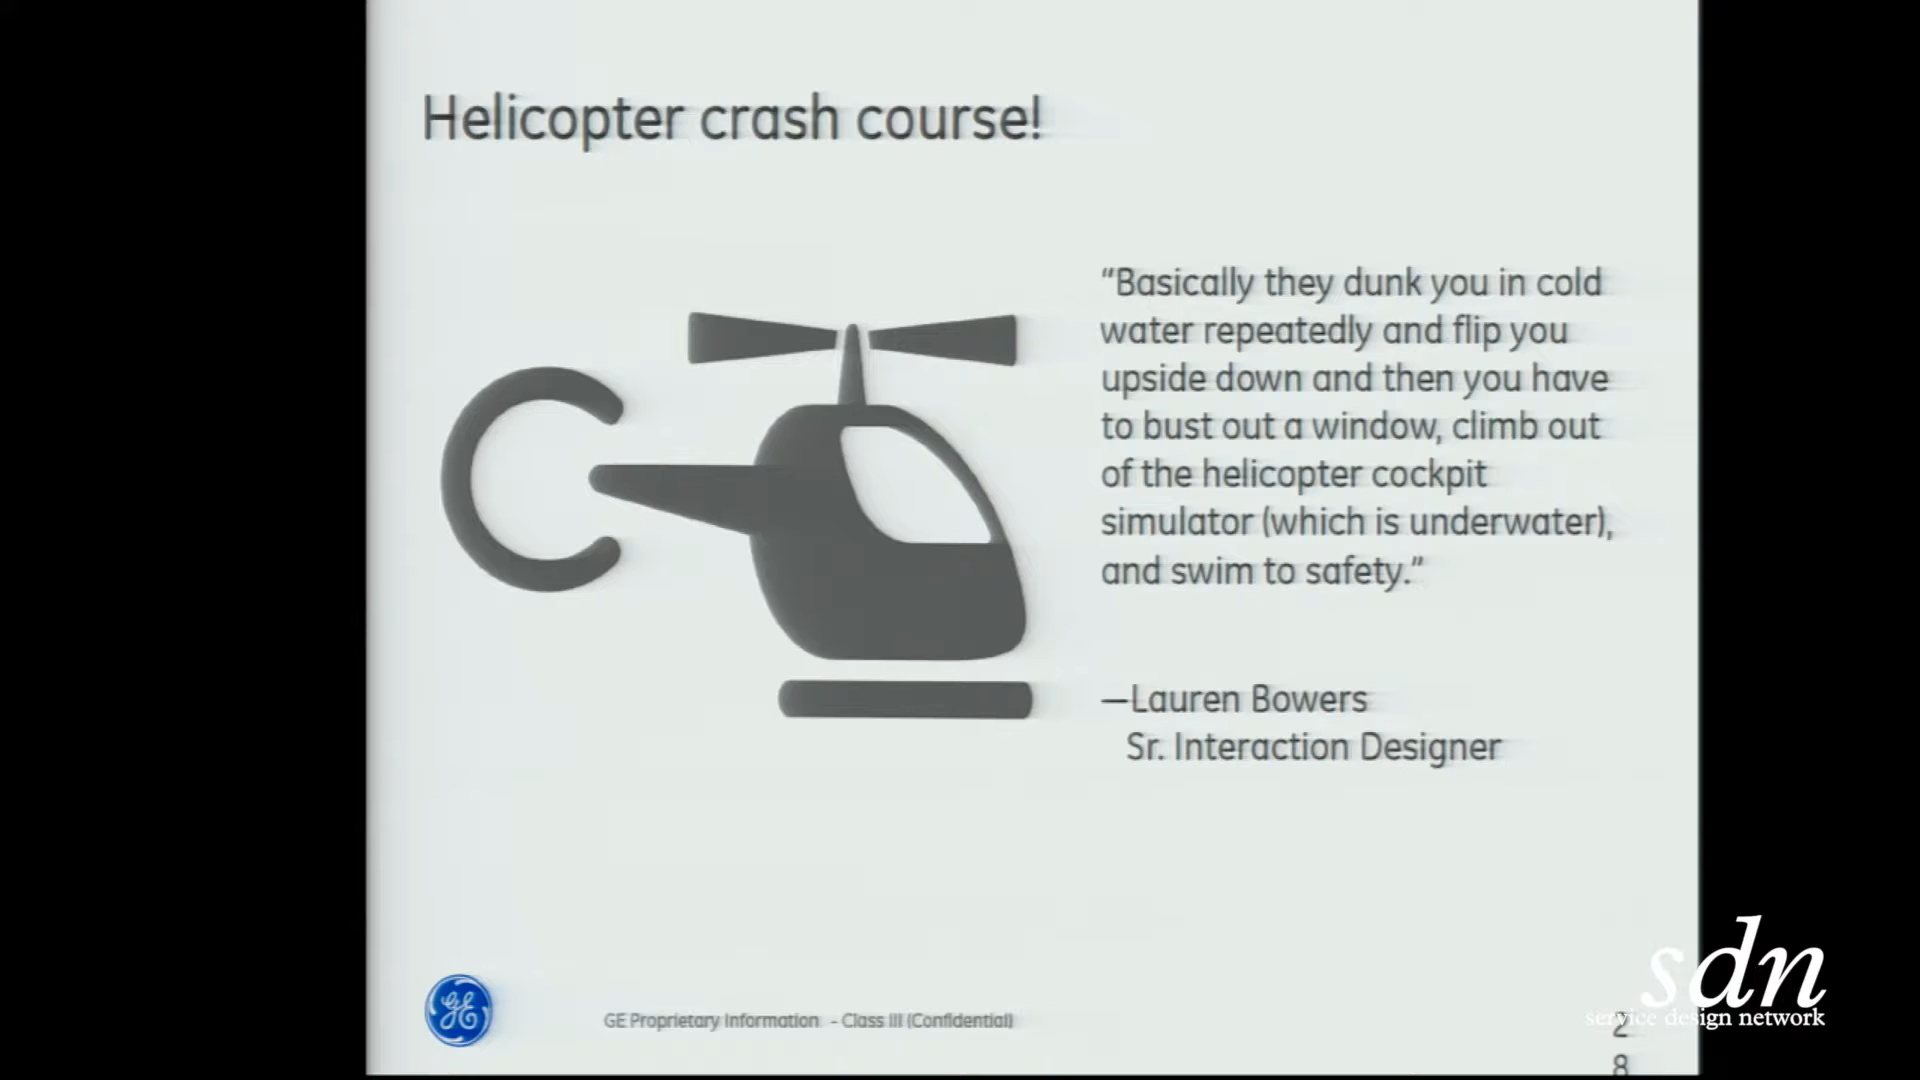 Helicopter crash course!
“Basically they dunk you in cold
water repeatedly and flip you
upside down and then you have
to bust out a window, climb out
of the helicopter cockpit
simulator (which is underwater),
and swim to safety.”
—Lauren Bowers
Sr. Interaction Designer
GE
GE Proprietary Information - Class III (Confidential)
2
8
sdn
service design network